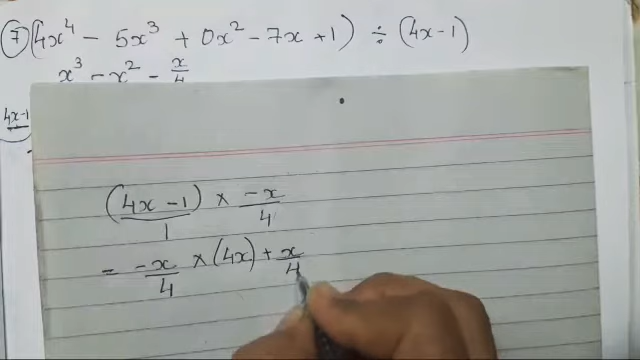 7 (4x⁴ - 5x³ + 0x² - 7x + 1) ÷ (4x - 1)
x³ - x² - x/4
4x-1
(4x - 1)/1 × -x/4
= -x/4 × (4x) + x/4